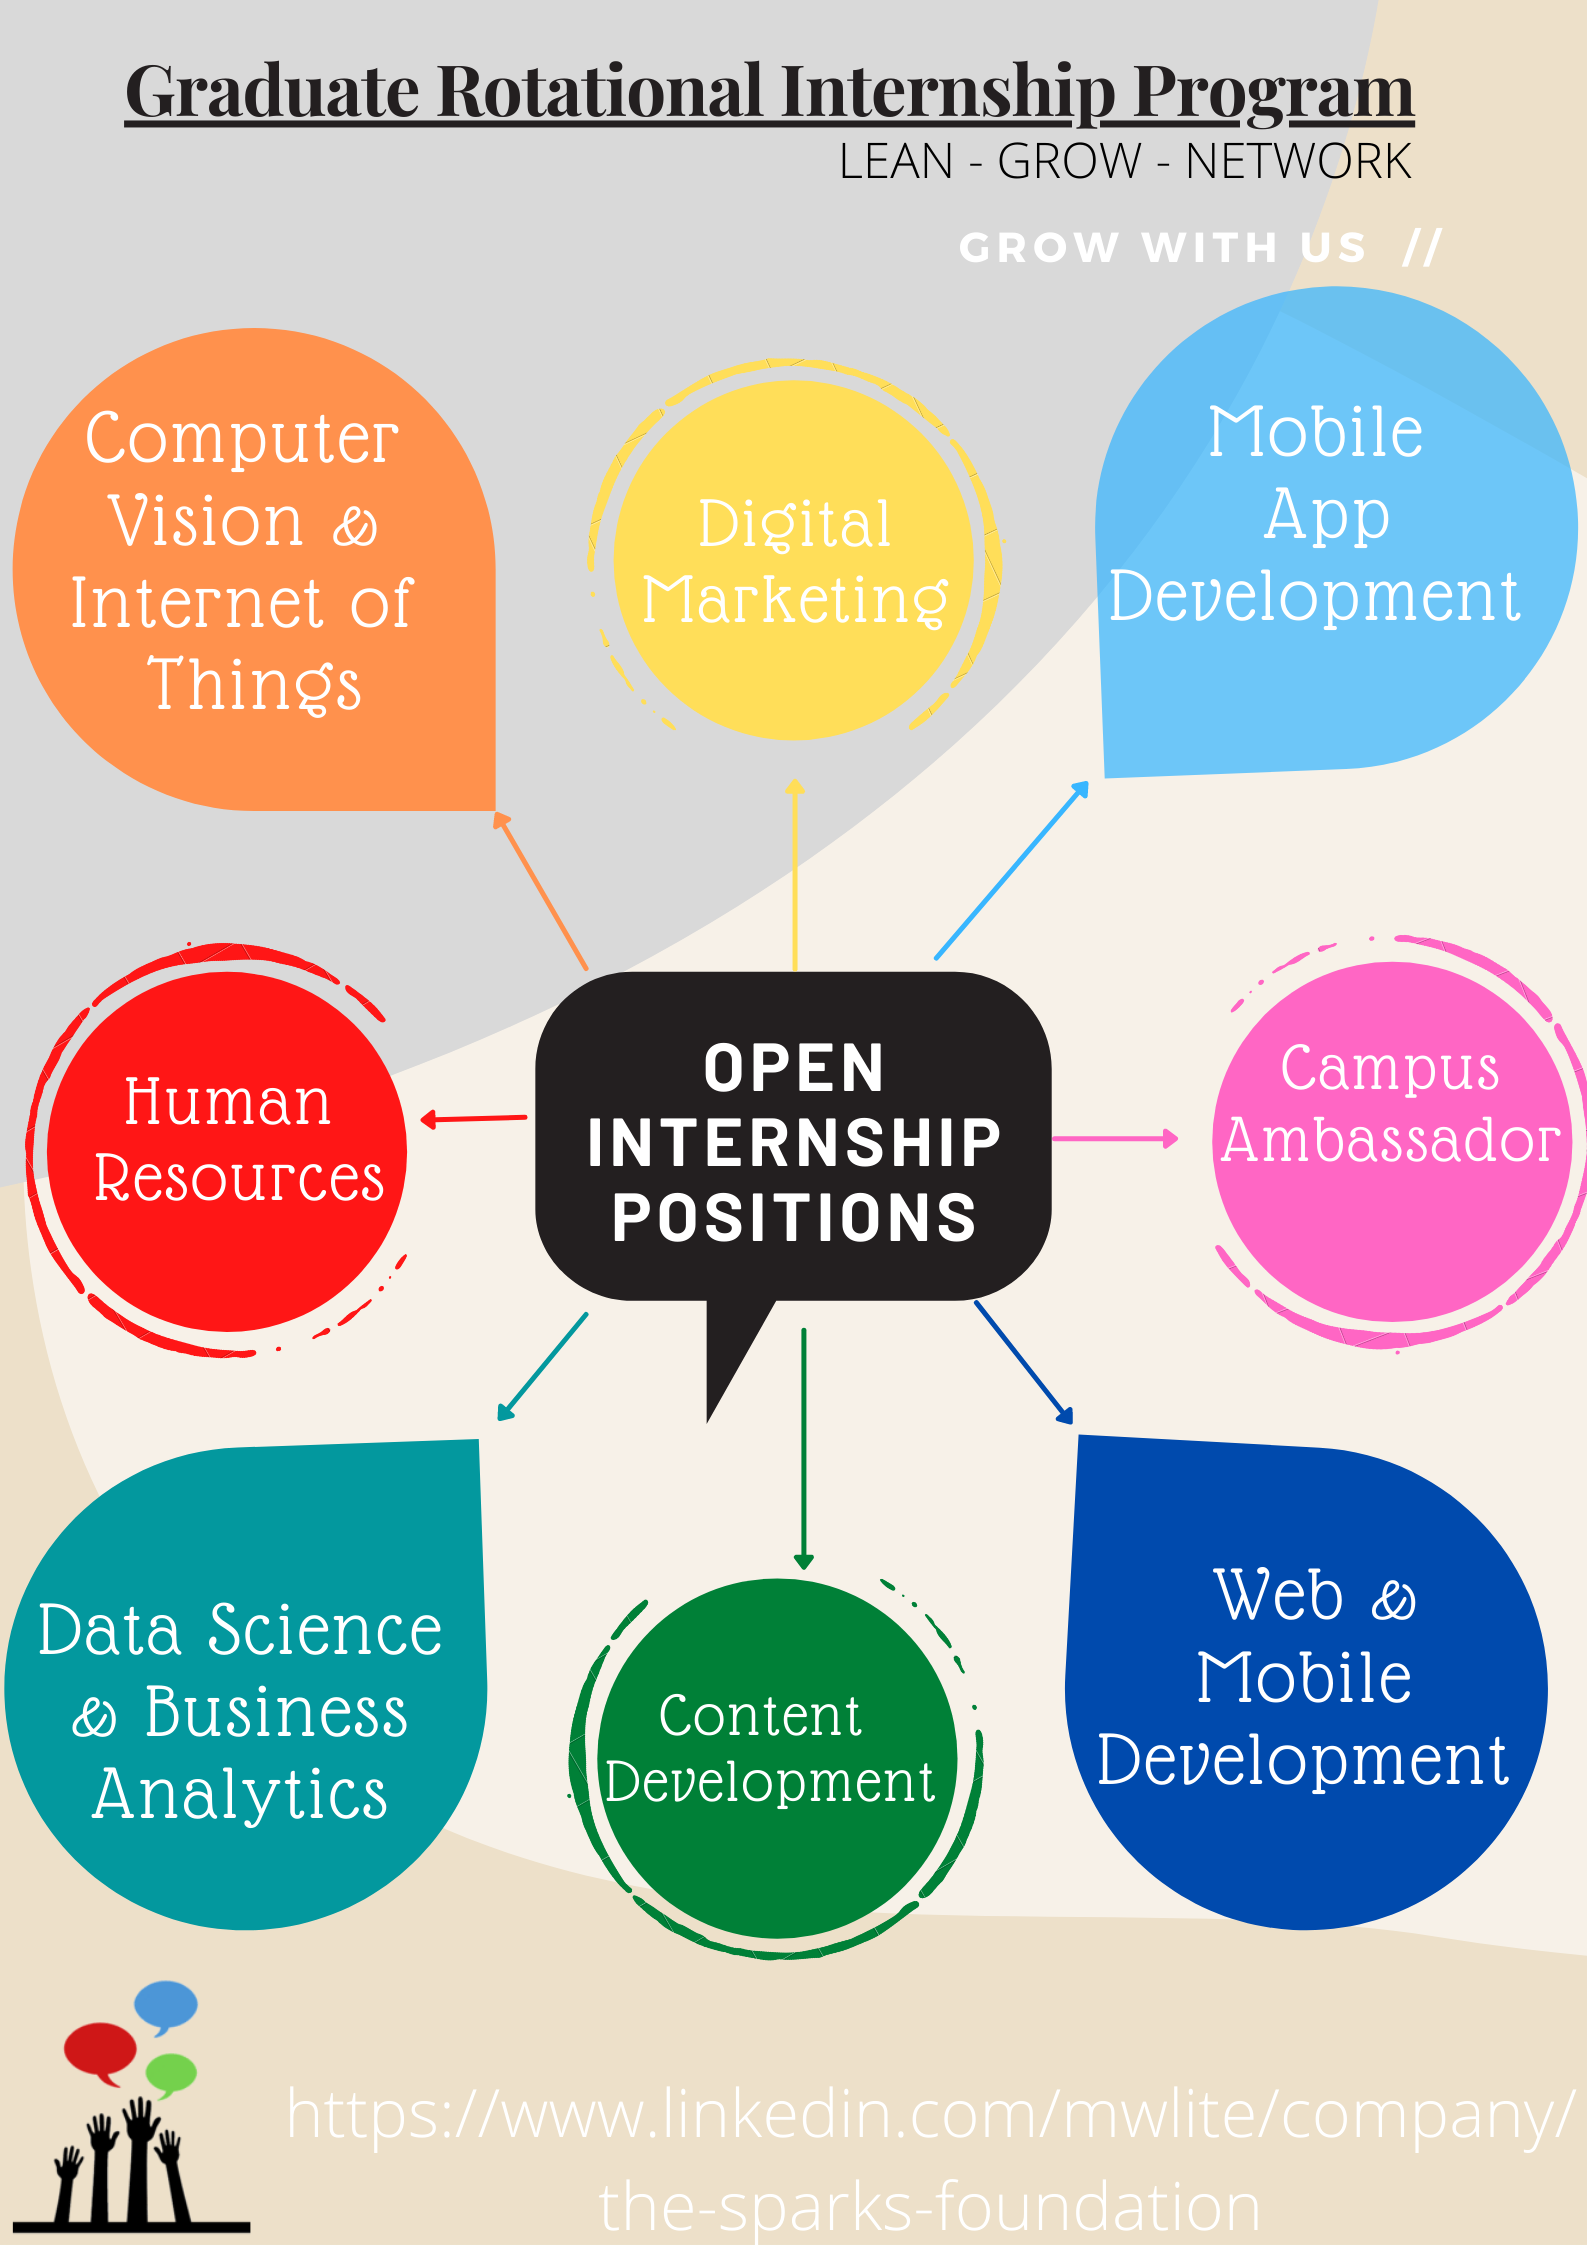 Graduate Rotational Internship Program
LEAN - GROW - NETWORK
GROW WITH US //
Computer
Vision &
Internet of
Things
Digital
Marketing
Mobile
App
Development
Human
Resources
OPEN
INTERNSHIP
POSITIONS
Campus
Ambassador
Data Science
& Business
Analytics
Content
Development
Web &
Mobile
Development
https://www.linkedin.com/mwlite/company/
the-sparks-foundation